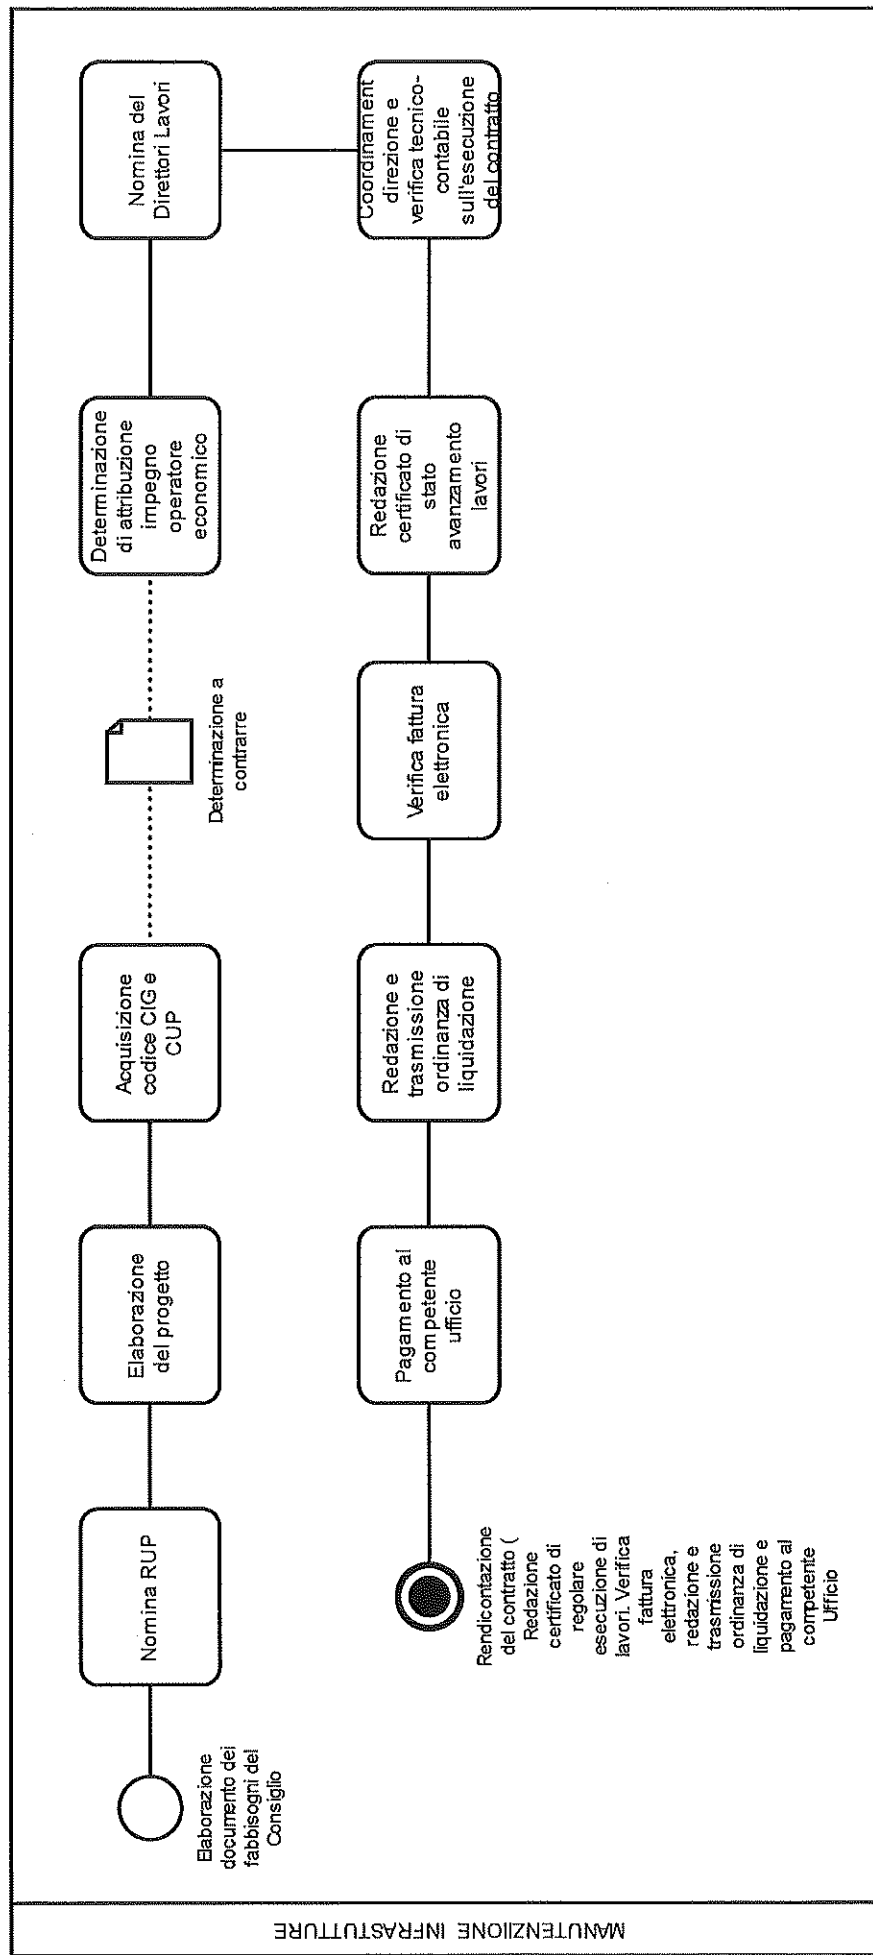 MANUTENZIONE INFRASTUTTURE
Elaborazione
documento dei
fabbisogni del
Consiglio
Nomina RUP
Elaborazione
del progetto
Acquisizione
codice CIG e
CUP
Determinazione a
contrarre
Determinazione
di attribuzione
impegno
operatore
economico
Nomina del
Direttori Lavori
Coordinament
direzione e
verifica tecnico-
contabile
sull'esecuzione
del contratto
Redazione
certificato di
stato
avanzamento
lavori
Verifica fattura
elettronica
Redazione e
trasmissione
ordinanza di
liquidazione
Pagamento al
competente
ufficio
Rendicontazione
del contratto (
Redazione
certificato di
regolare
esecuzione di
lavori. Verifica
fattura
elettronica,
redazione e
trasmissione
ordinanza di
liquidazione e
pagamento al
competente
Ufficio